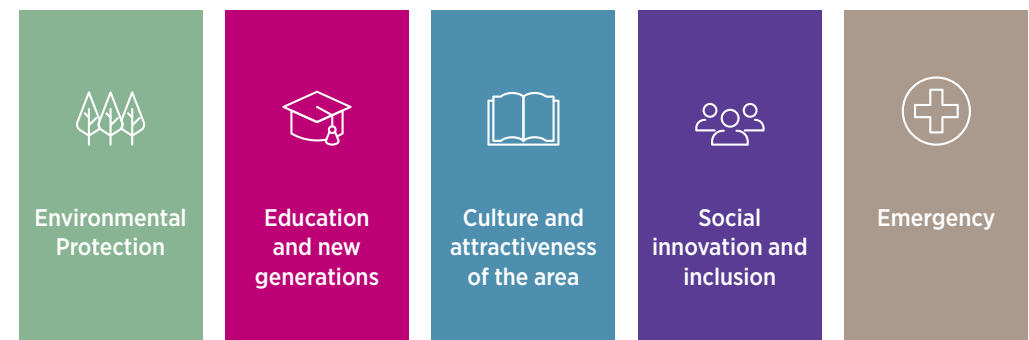 Environmental
Protection
Education
and new
generations
Culture and
attractiveness
of the area
Social
innovation and
inclusion
Emergency